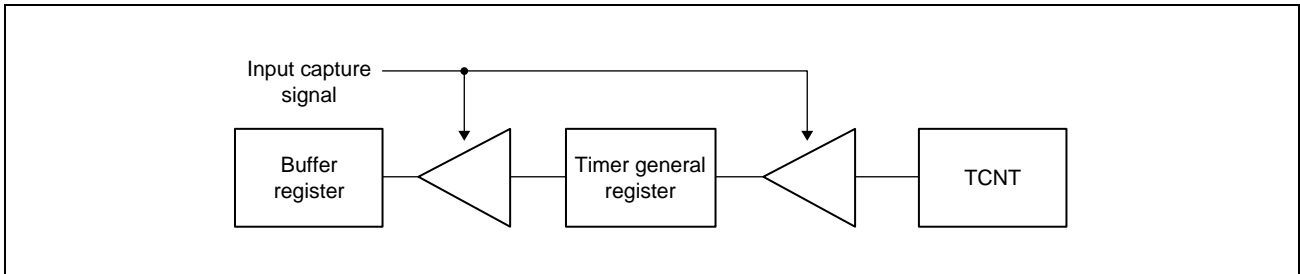 Input capture
signal
Buffer
register
Timer general
register
TCNT